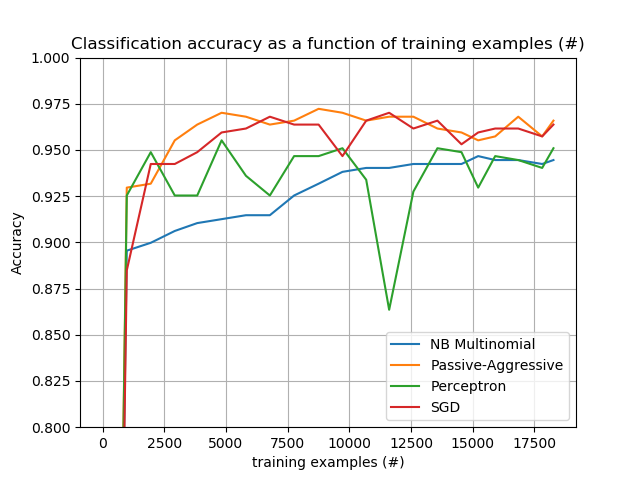 Classification accuracy as a function of training examples (#)
1.000
0.975
0.950
0.925
0.900
0.875
0.850
0.825
0.800
Accuracy
NB Multinomial
Passive-Aggressive
Perceptron
SGD
0 2500 5000 7500 10000 12500 15000 17500
training examples (#)